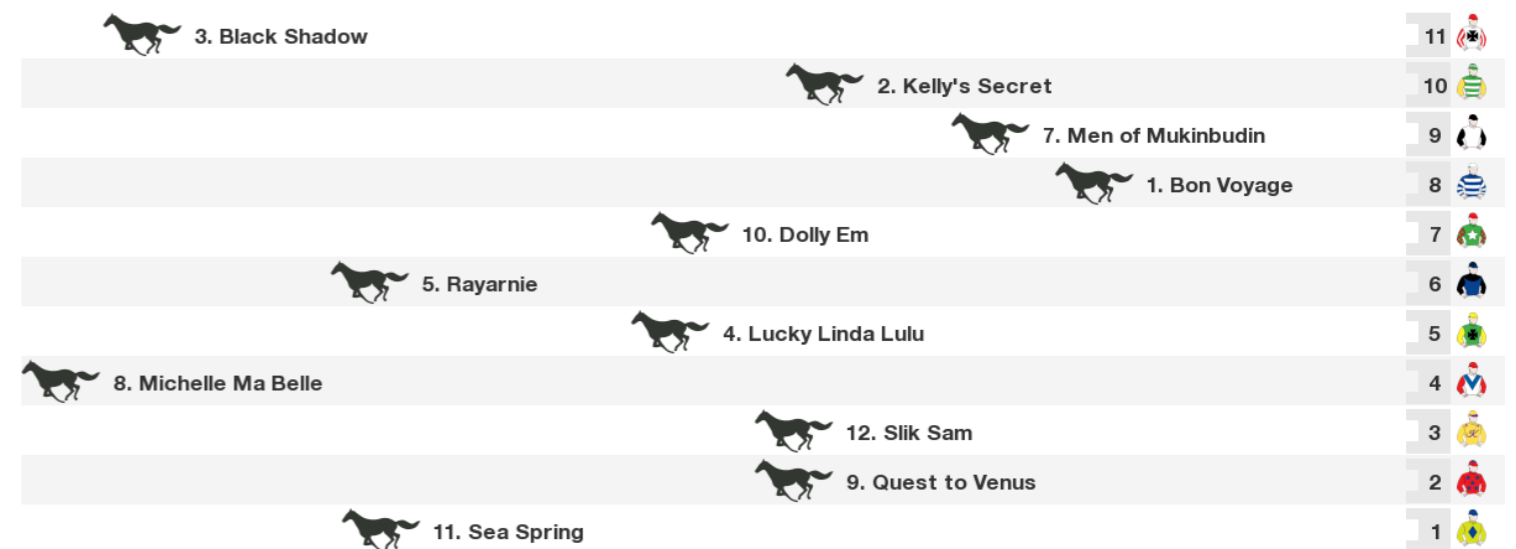 3. Black Shadow 11
2. Kelly's Secret 10
7. Men of Mukinbudin 9
1. Bon Voyage 8
10. Dolly Em 7
5. Rayarnie 6
4. Lucky Linda Lulu 5
8. Michelle Ma Belle 4
12. Slik Sam 3
9. Quest to Venus 2
11. Sea Spring 1